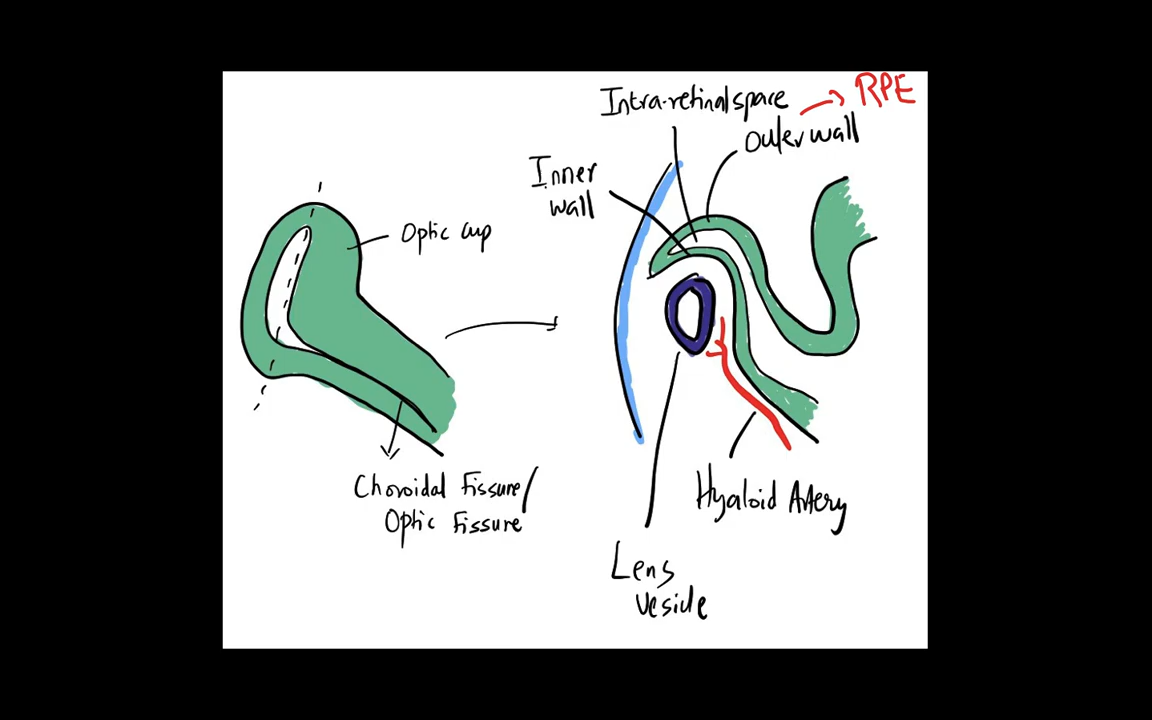 Intra-retinal space
RPE
Outer wall
Inner
wall
Optic cup
Choroidal Fissure/
Optic Fissure
Hyaloid Artery
Lens
vesicle